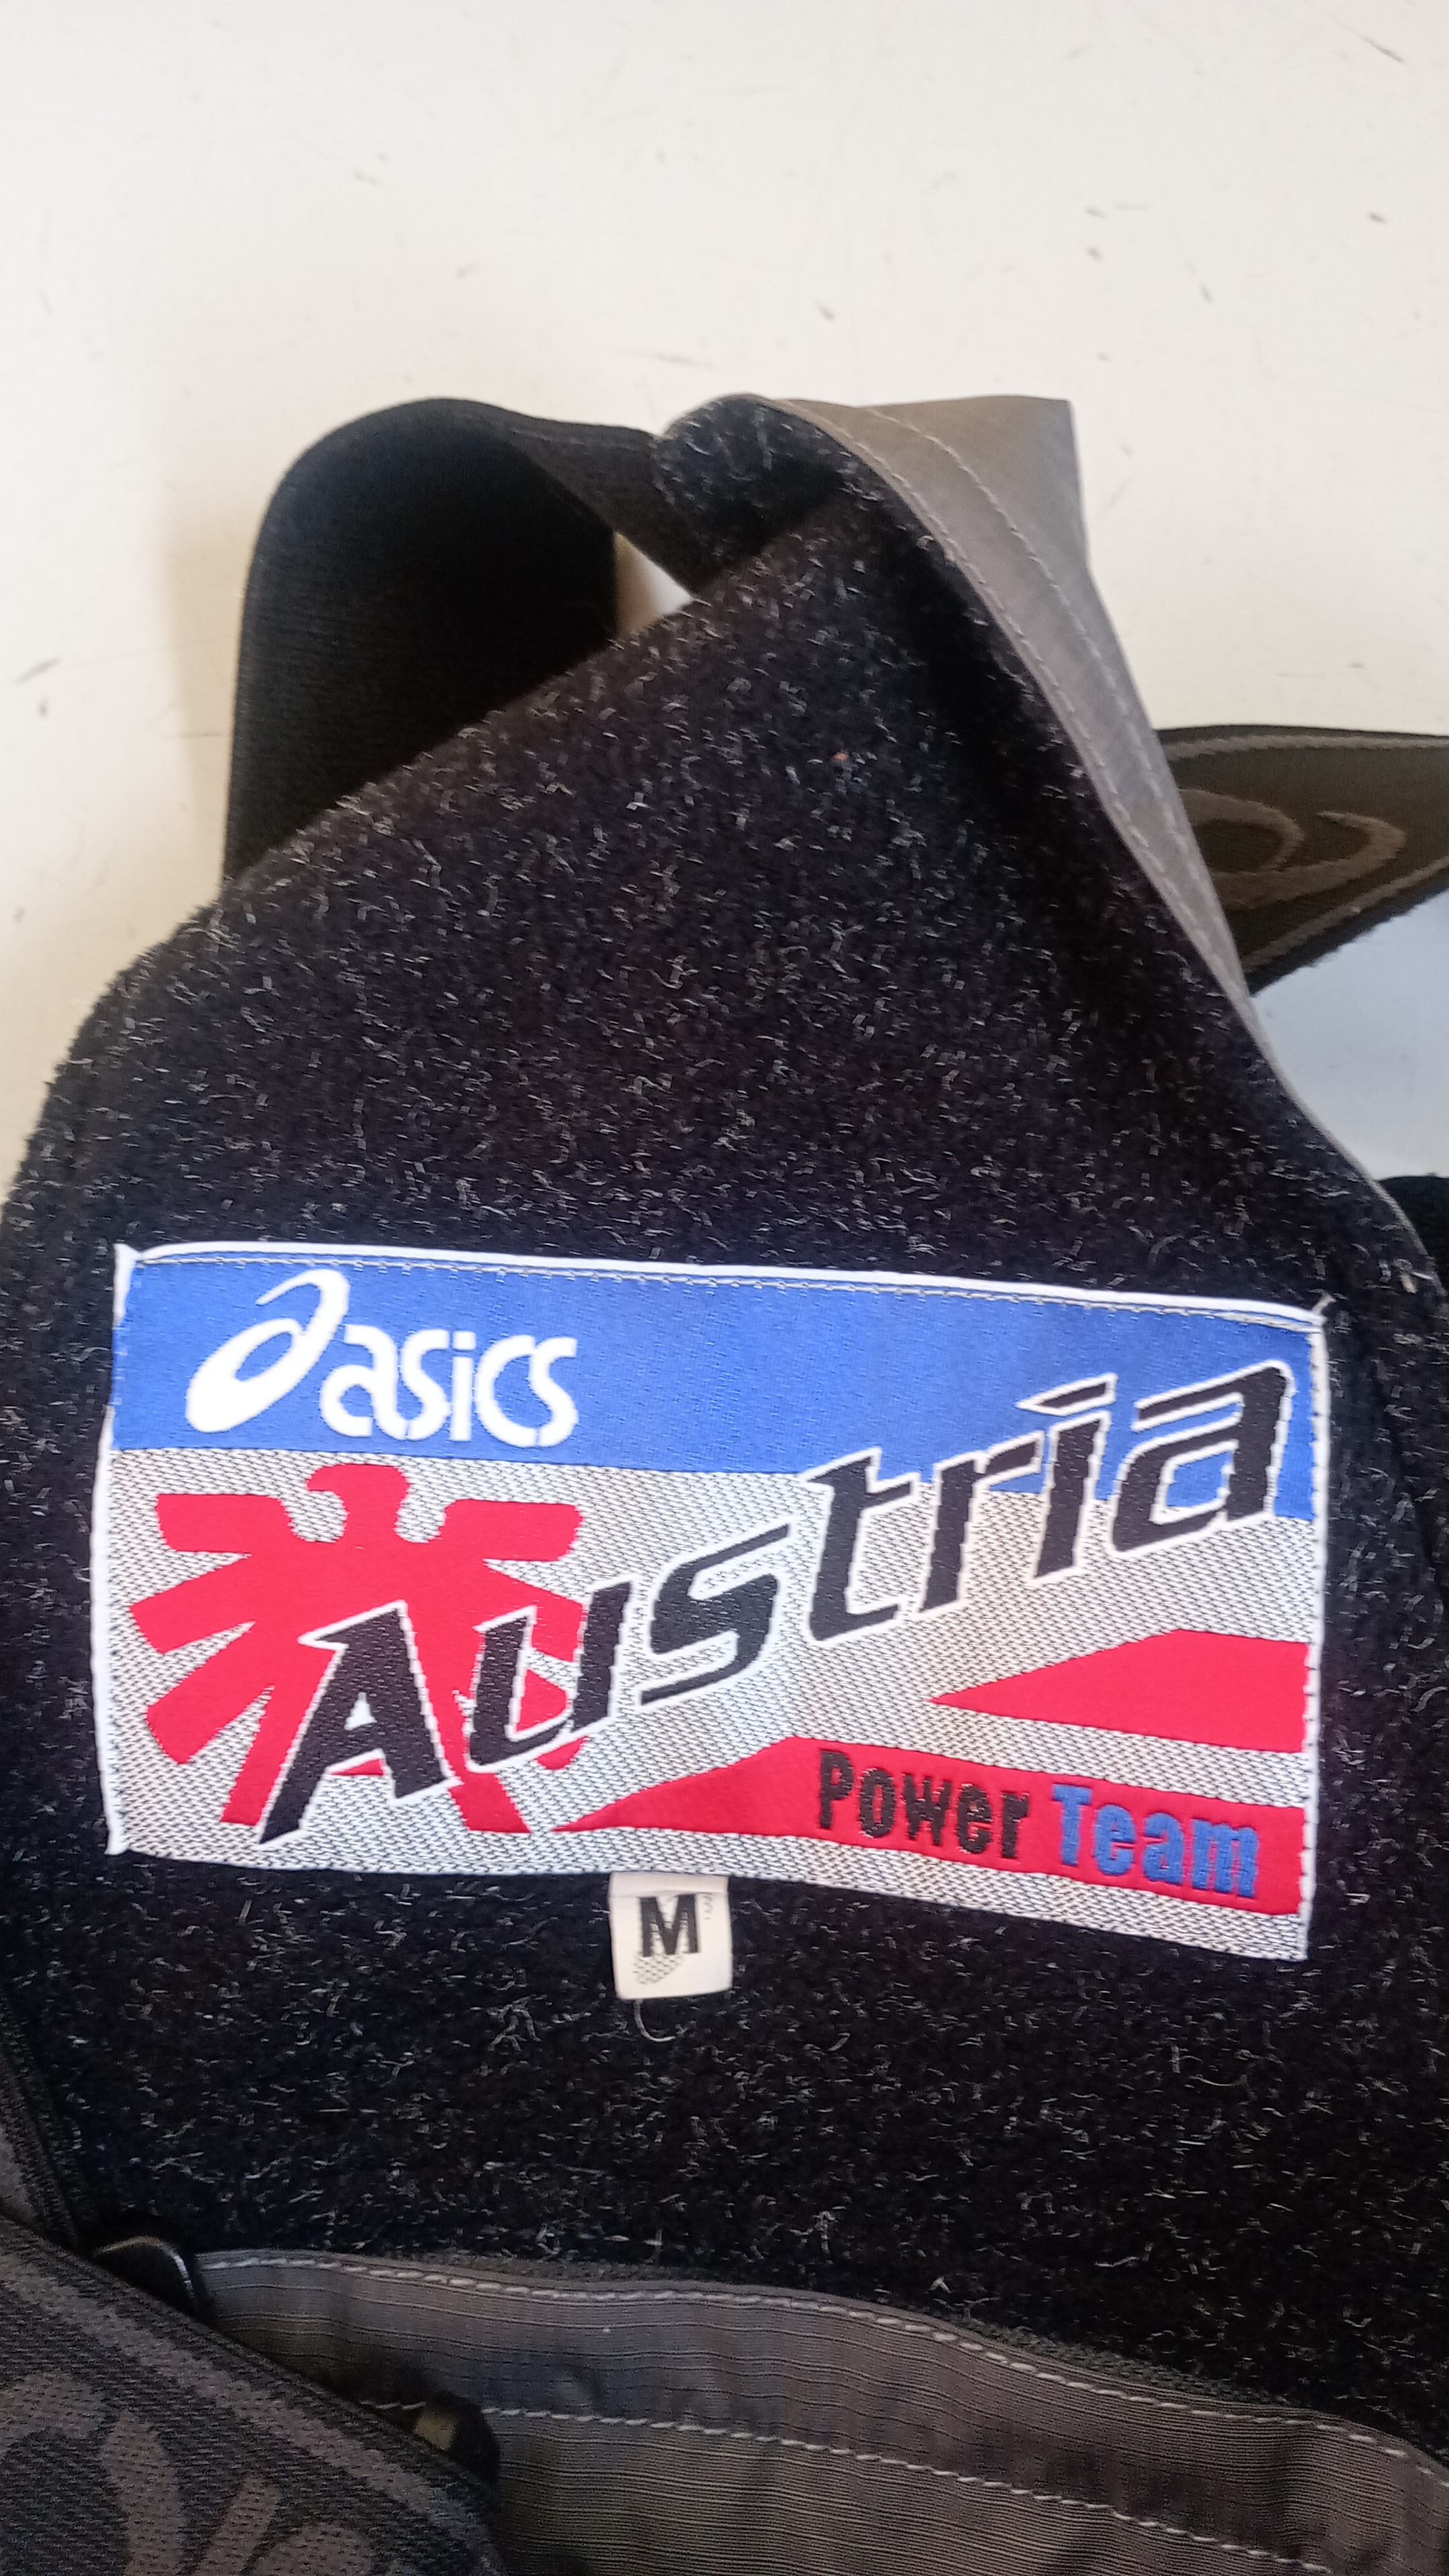 asics
Austria
Power Team
M